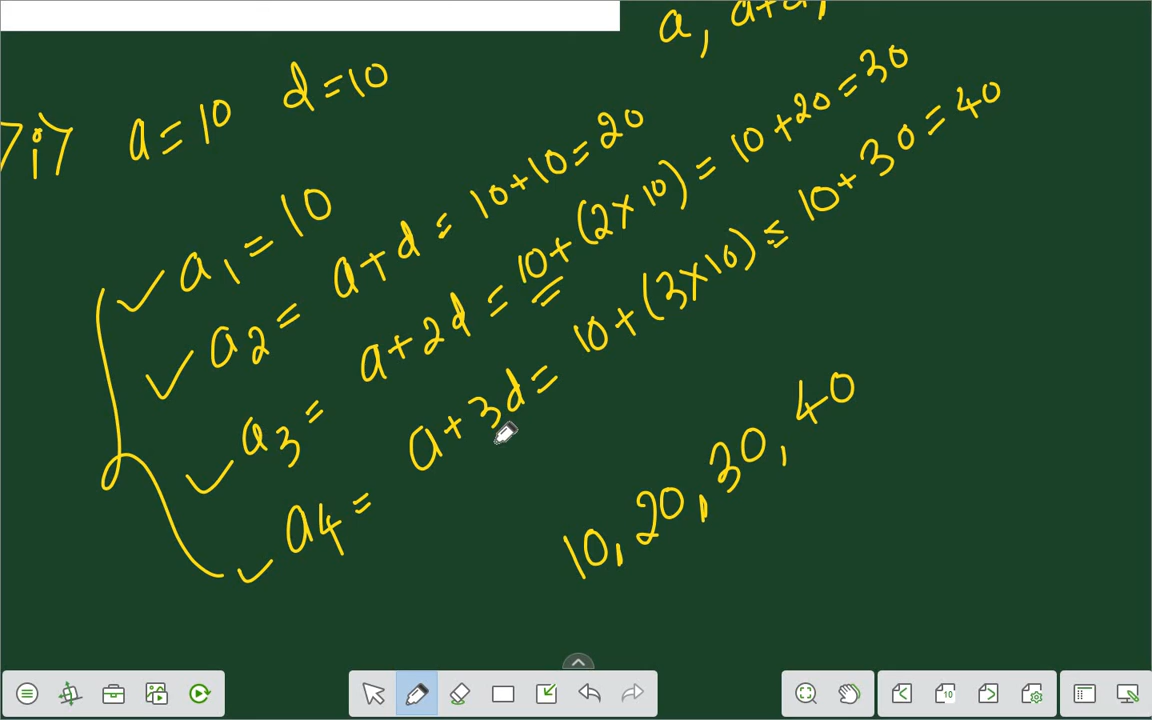 a, a+d,
i) a = 10 d = 10
a1 = 10
a2 = a+d = 10+10 = 20
a3 = a+2d = 10+(2×10) = 10+20 = 30
a4 = a+3d = 10+(3×10) = 10+30 = 40
10, 20, 30, 40
10